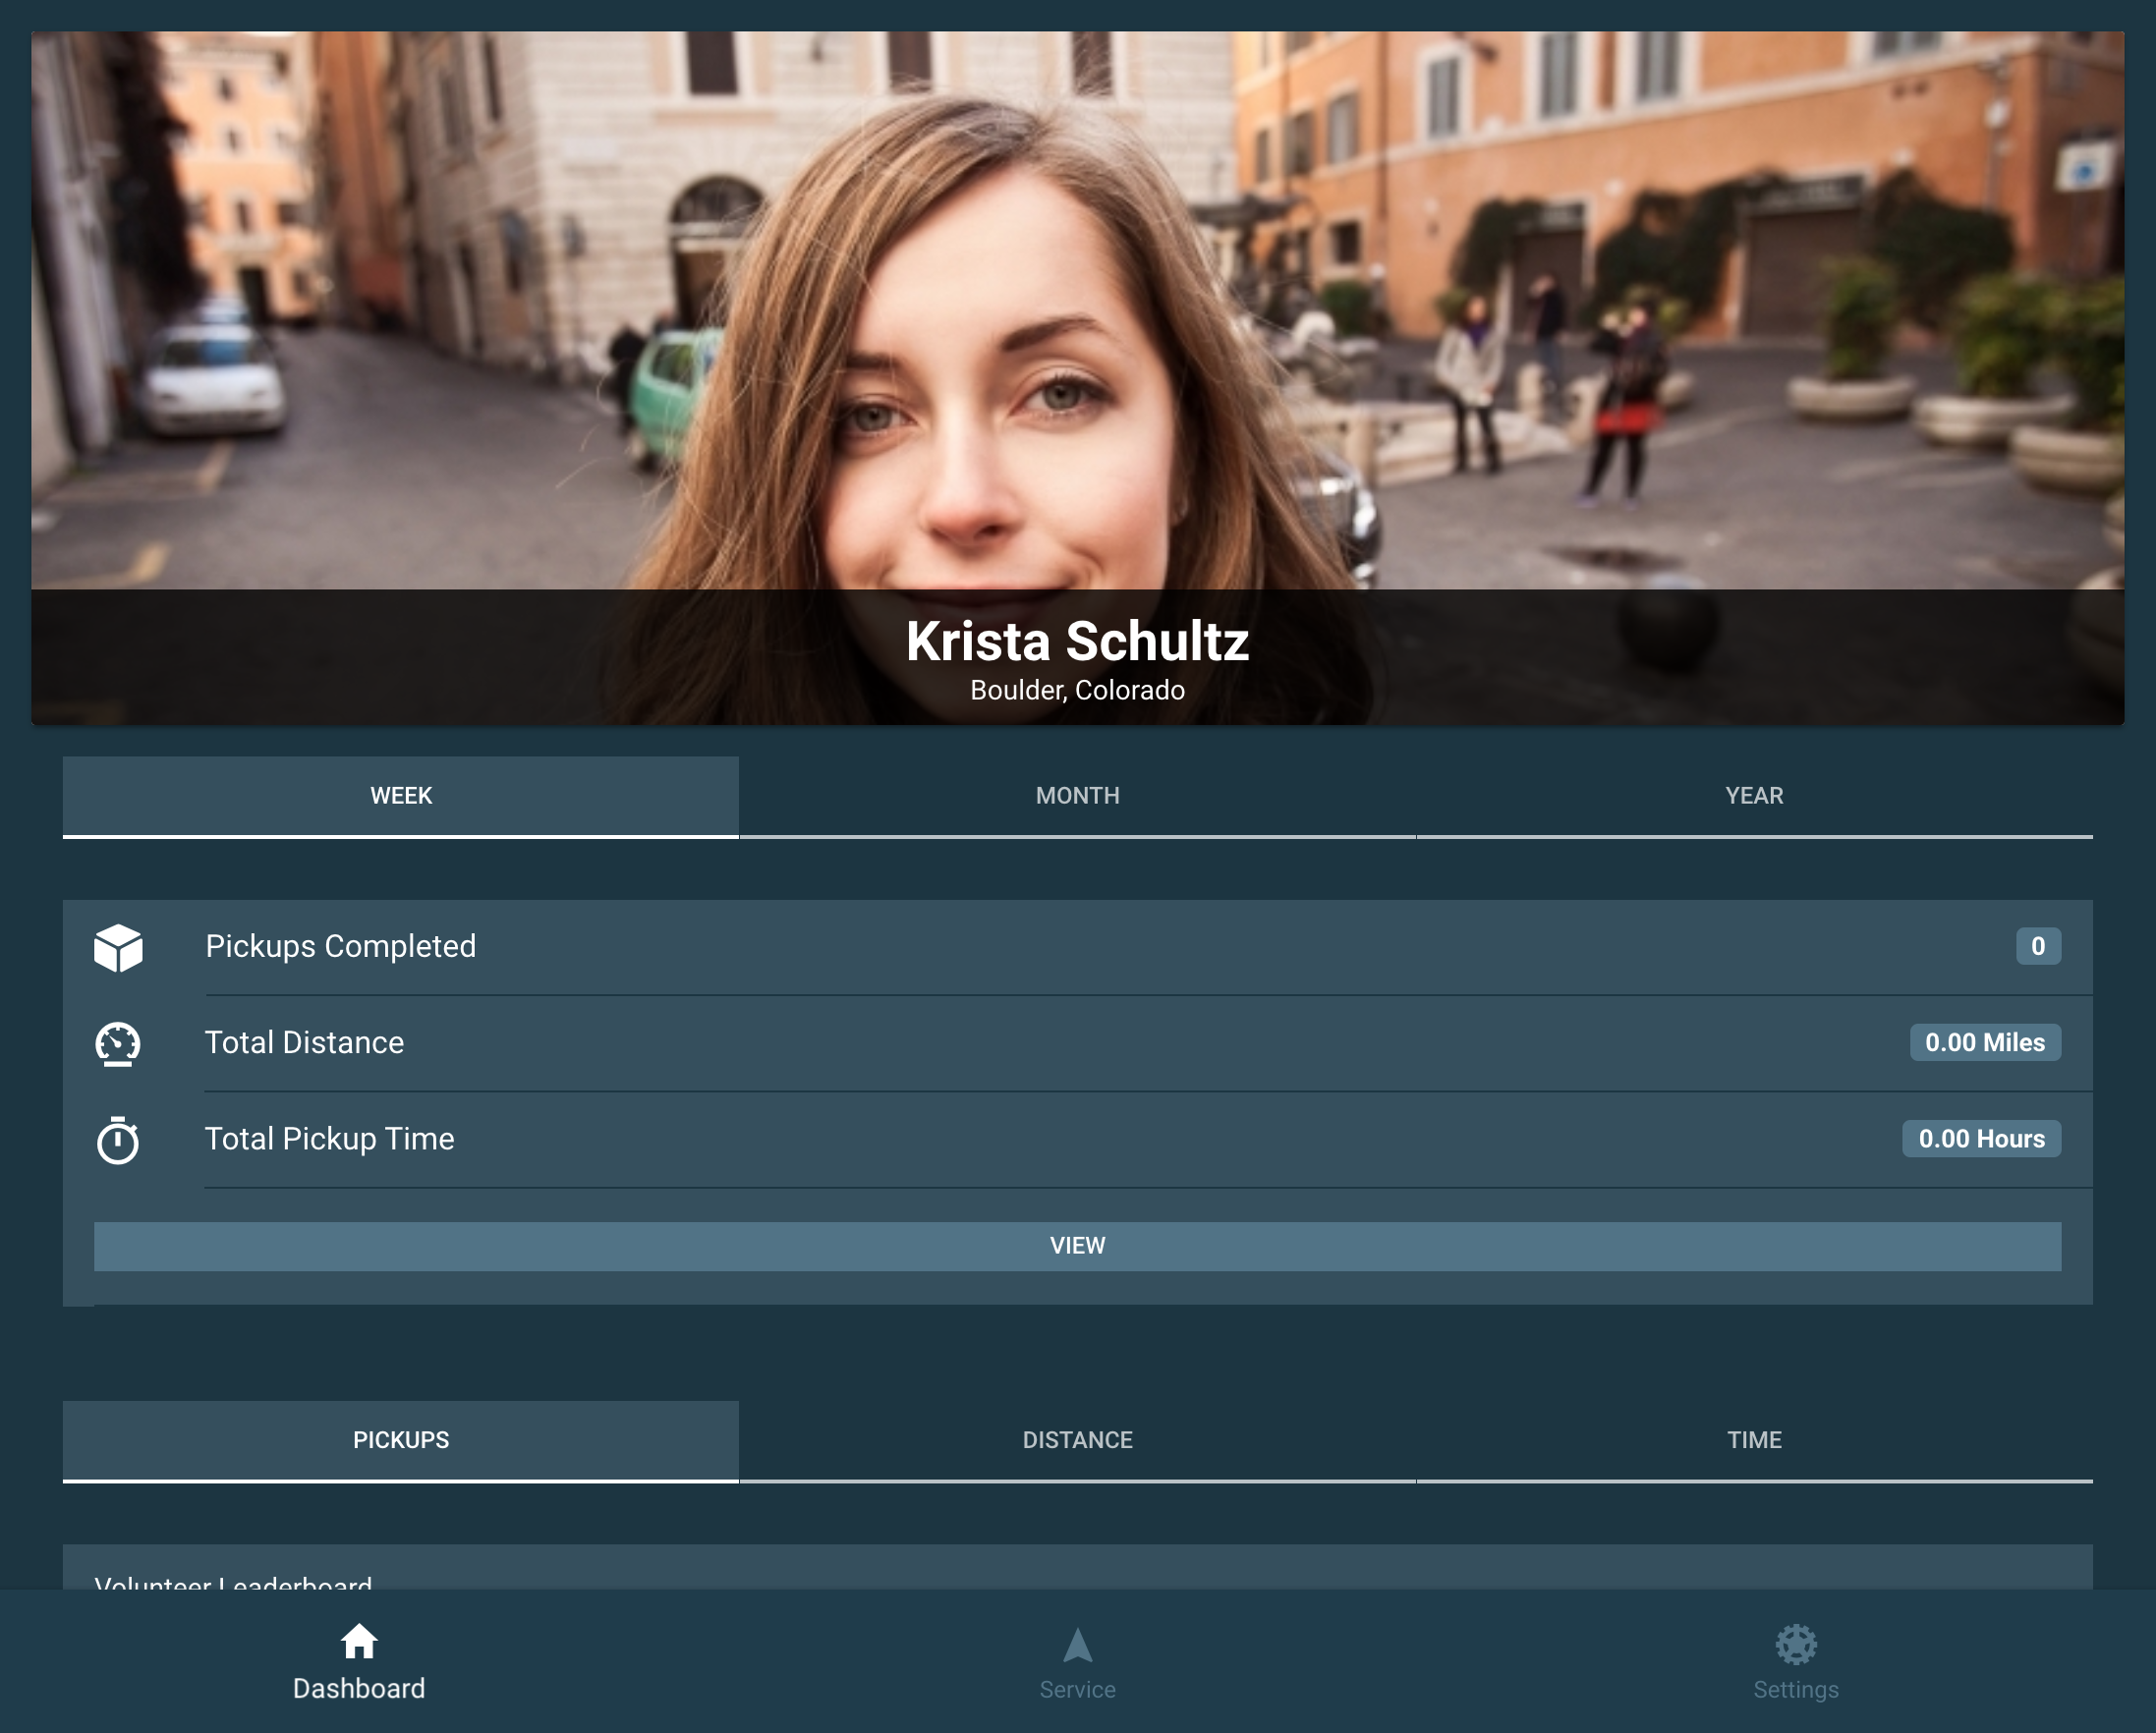 Krista Schultz
Boulder, Colorado
WEEK MONTH YEAR
Pickups Completed 0
Total Distance 0.00 Miles
Total Pickup Time 0.00 Hours
VIEW
PICKUPS DISTANCE TIME
Volunteer Leaderboard
Dashboard Service Settings